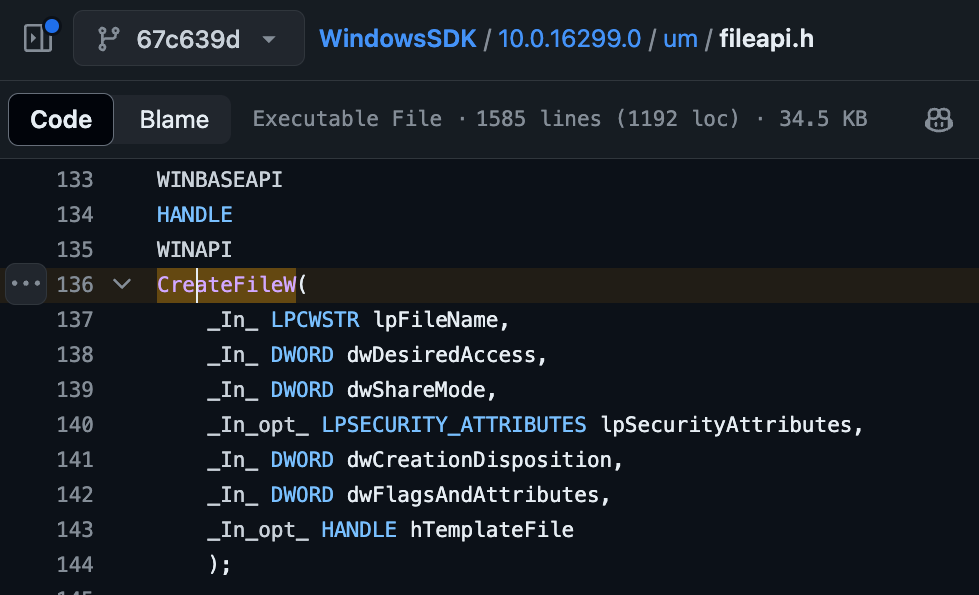 67c639d WindowsSDK / 10.0.16299.0 / um / fileapi.h
Code Blame Executable File · 1585 lines (1192 loc) · 34.5 KB
133 WINBASEAPI
134 HANDLE
135 WINAPI
136 CreateFileW(
137 _In_ LPCWSTR lpFileName,
138 _In_ DWORD dwDesiredAccess,
139 _In_ DWORD dwShareMode,
140 _In_opt_ LPSECURITY_ATTRIBUTES lpSecurityAttributes,
141 _In_ DWORD dwCreationDisposition,
142 _In_ DWORD dwFlagsAndAttributes,
143 _In_opt_ HANDLE hTemplateFile
144 );